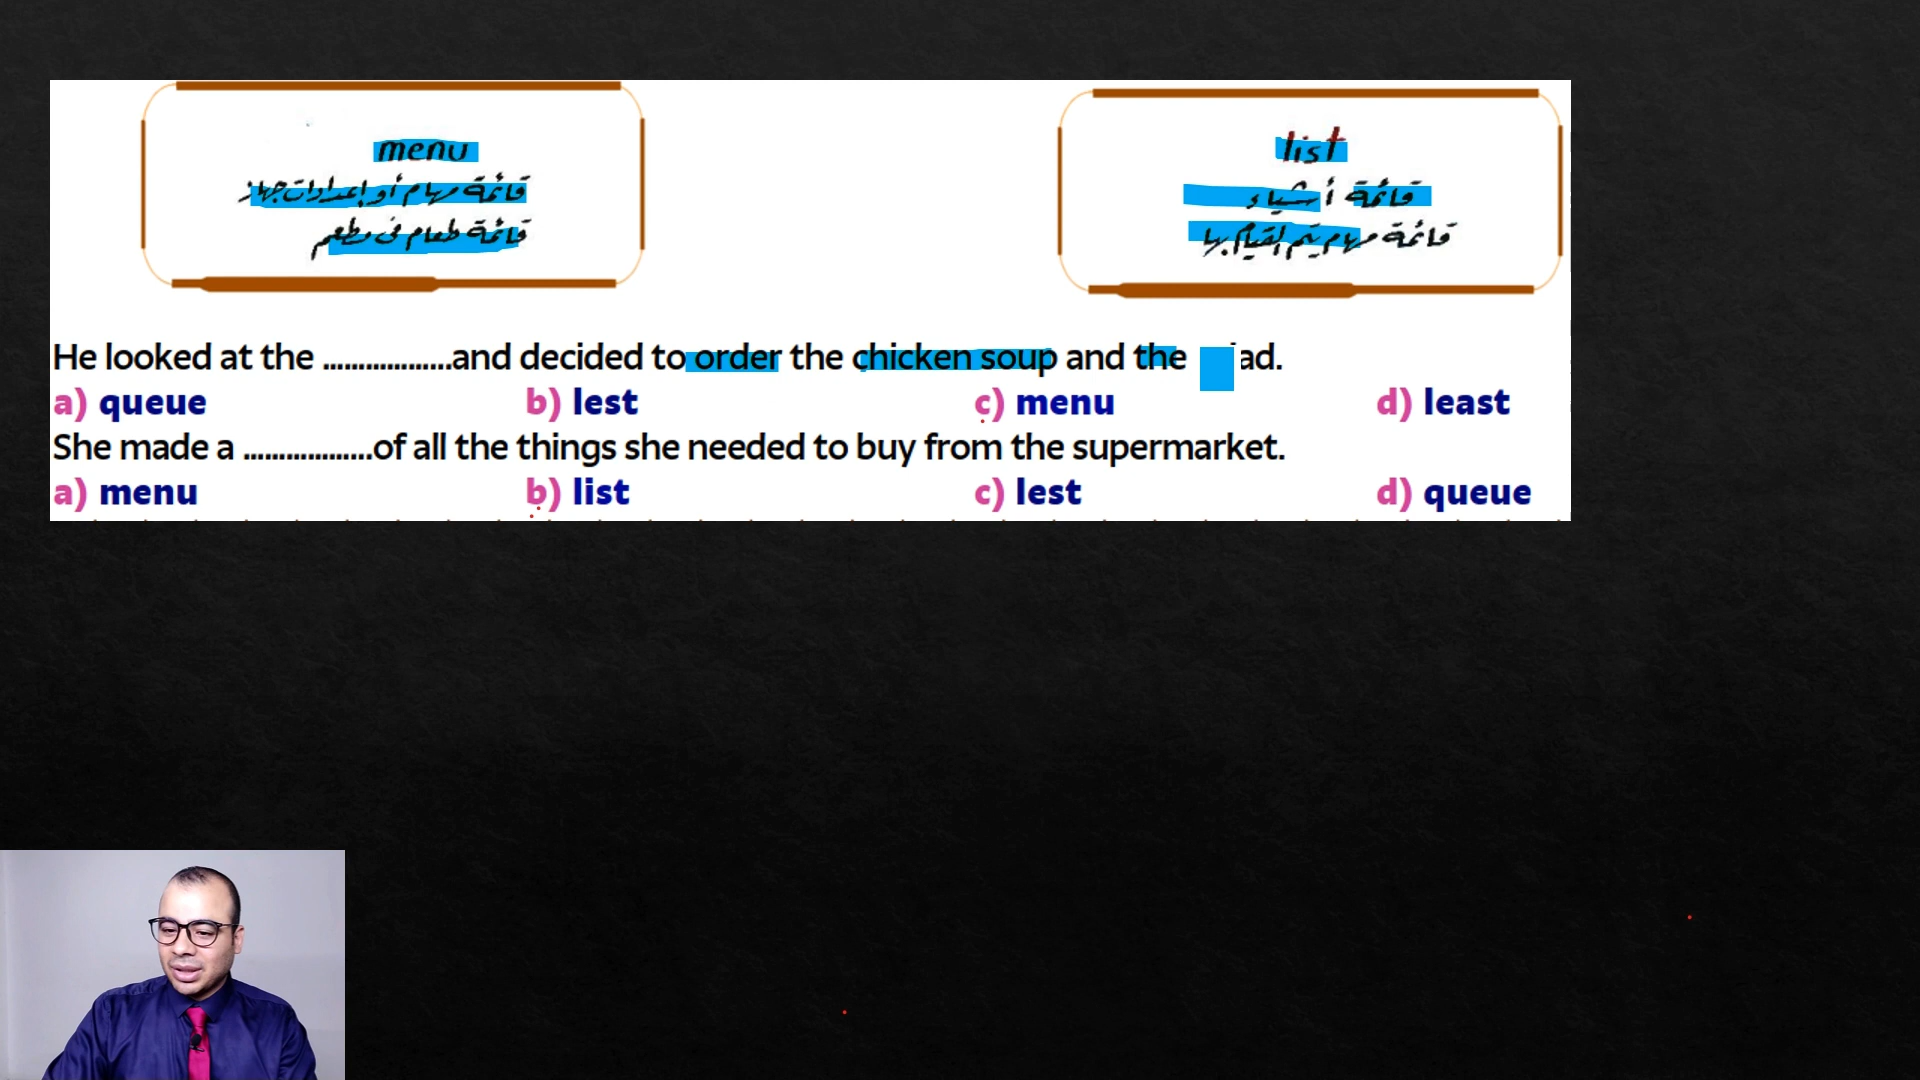 menu
قائمة مهام أو إعدادات جهاز
قائمة طعام في مطعم
list
قائمة أشياء
قائمة مهام يتم القيام بها
He looked at the ..................and decided to order the chicken soup and the ad.
a) queue b) lest c) menu d) least
She made a ..................of all the things she needed to buy from the supermarket.
a) menu b) list c) lest d) queue